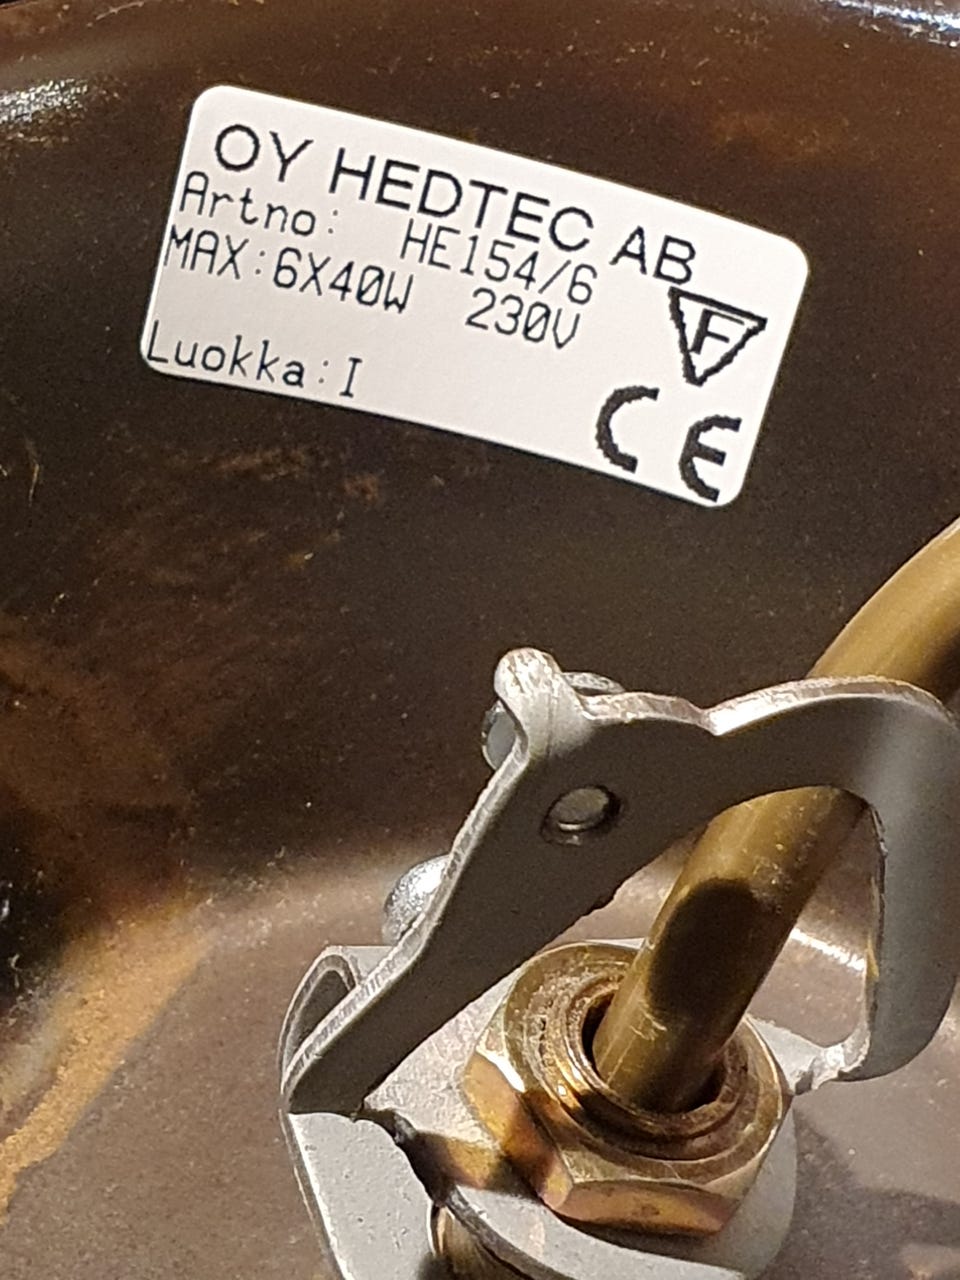 OY HEDTEC AB
Artno: HE154/6
MAX:6X40W 230V
F
Luokka:I
CE